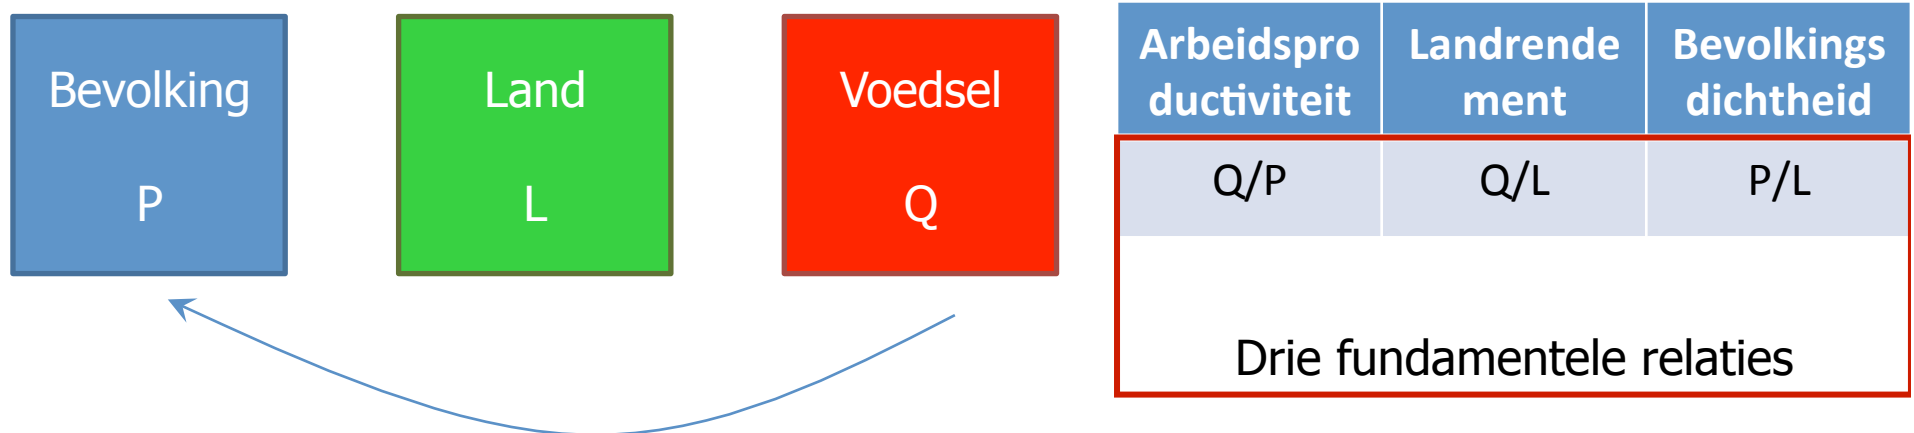 Bevolking
P
Land
L
Voedsel
Q
Arbeidspro
ductiviteit
Landrende
ment
Bevolkings
dichtheid
Q/P
Q/L
P/L
Drie fundamentele relaties